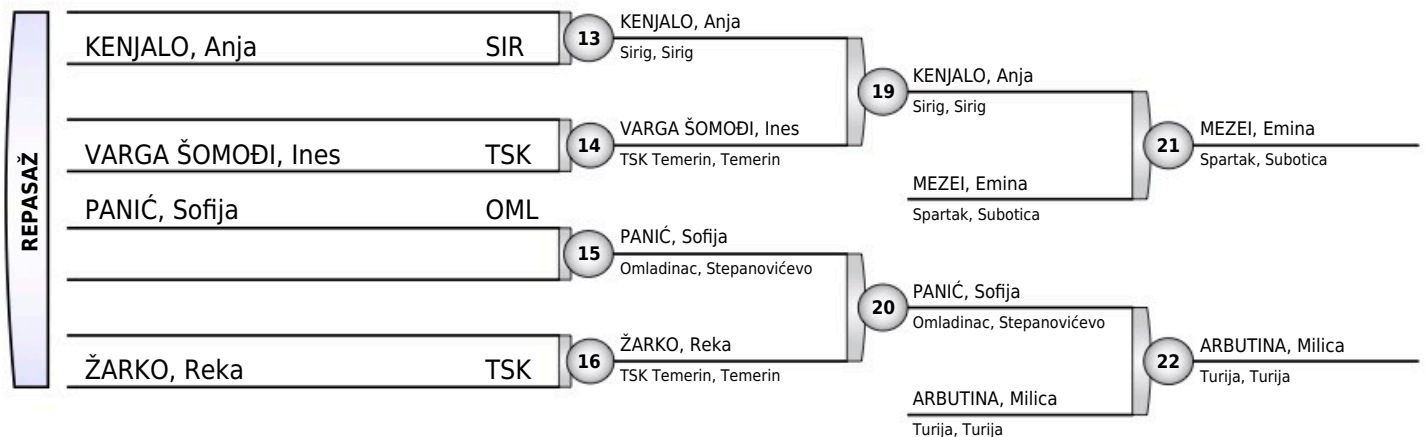 REPASAŽ
KENJALO, Anja SIR
VARGA ŠOMOĐI, Ines TSK
PANIĆ, Sofija OML
ŽARKO, Reka TSK
13
KENJALO, Anja
Sirig, Sirig
14
VARGA ŠOMOĐI, Ines
TSK Temerin, Temerin
15
PANIĆ, Sofija
Omladinac, Stepanovićevo
16
ŽARKO, Reka
TSK Temerin, Temerin
19
KENJALO, Anja
Sirig, Sirig
MEZEI, Emina
Spartak, Subotica
20
PANIĆ, Sofija
Omladinac, Stepanovićevo
ARBUTINA, Milica
Turija, Turija
21
MEZEI, Emina
Spartak, Subotica
22
ARBUTINA, Milica
Turija, Turija